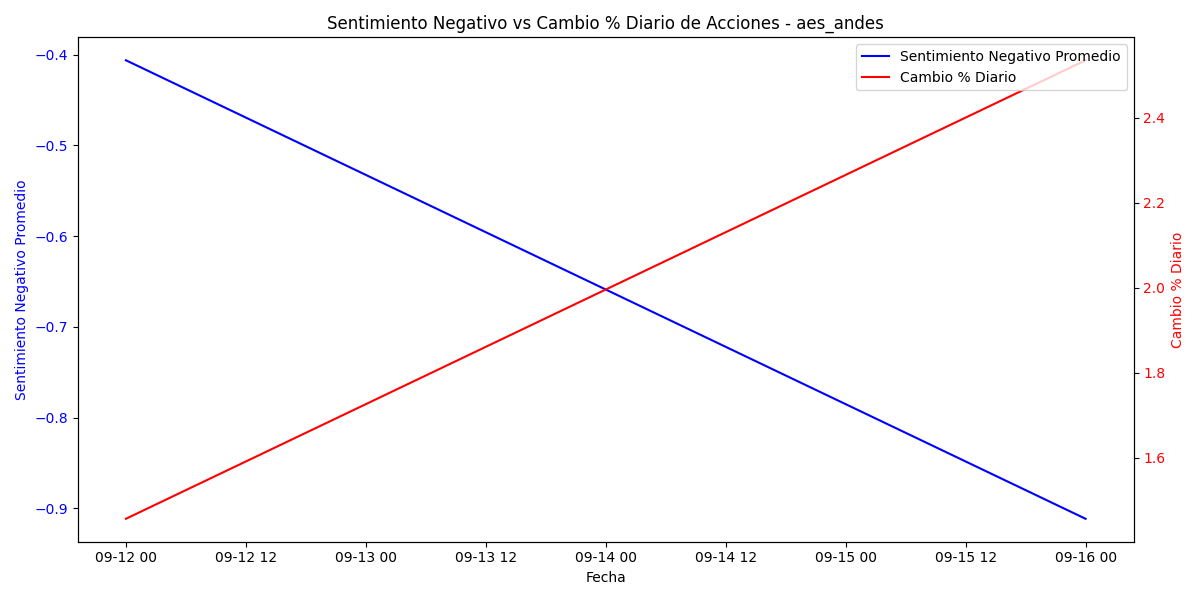 Sentimiento Negativo vs Cambio % Diario de Acciones - aes_andes
Sentimiento Negativo Promedio
Cambio % Diario
−0.4
−0.5
−0.6
−0.7
−0.8
−0.9
Sentimiento Negativo Promedio
2.4
2.2
2.0
1.8
1.6
Cambio % Diario
09-12 00 09-12 12 09-13 00 09-13 12 09-14 00 09-14 12 09-15 00 09-15 12 09-16 00
Fecha